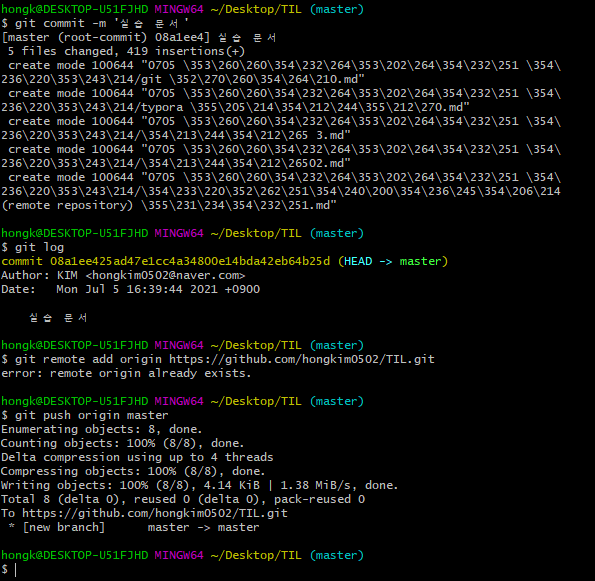 hongk@DESKTOP-U51FJHD MINGW64 ~/Desktop/TIL (master)
$ git commit -m '실습 문서'
[master (root-commit) 08a1ee4] 실습 문서
 5 files changed, 419 insertions(+)
 create mode 100644 "0705 \353\260\260\354\232\264\353\202\264\354\232\251 \354\
236\220\353\243\214/git \352\270\260\354\264\210.md"
 create mode 100644 "0705 \353\260\260\354\232\264\353\202\264\354\232\251 \354\
236\220\353\243\214/typora \355\205\214\354\212\244\355\212\270.md"
 create mode 100644 "0705 \353\260\260\354\232\264\353\202\264\354\232\251 \354\
236\220\353\243\214/\354\213\244\354\212\265 3.md"
 create mode 100644 "0705 \353\260\260\354\232\264\353\202\264\354\232\251 \354\
236\220\353\243\214/\354\213\244\354\212\26502.md"
 create mode 100644 "0705 \353\260\260\354\232\264\353\202\264\354\232\251 \354\
236\220\353\243\214/\354\233\220\352\262\251\354\240\200\354\236\245\354\206\214
(remote repository) \355\231\234\354\232\251.md"
hongk@DESKTOP-U51FJHD MINGW64 ~/Desktop/TIL (master)
$ git log
commit 08a1ee425ad47e1cc4a34800e14bda42eb64b25d (HEAD -> master)
Author: KIM <hongkim0502@naver.com>
Date:   Mon Jul 5 16:39:44 2021 +0900
    실습 문서
hongk@DESKTOP-U51FJHD MINGW64 ~/Desktop/TIL (master)
$ git remote add origin https://github.com/hongkim0502/TIL.git
error: remote origin already exists.
hongk@DESKTOP-U51FJHD MINGW64 ~/Desktop/TIL (master)
$ git push origin master
Enumerating objects: 8, done.
Counting objects: 100% (8/8), done.
Delta compression using up to 4 threads
Compressing objects: 100% (8/8), done.
Writing objects: 100% (8/8), 4.14 KiB | 1.38 MiB/s, done.
Total 8 (delta 0), reused 0 (delta 0), pack-reused 0
To https://github.com/hongkim0502/TIL.git
 * [new branch]      master -> master
hongk@DESKTOP-U51FJHD MINGW64 ~/Desktop/TIL (master)
$